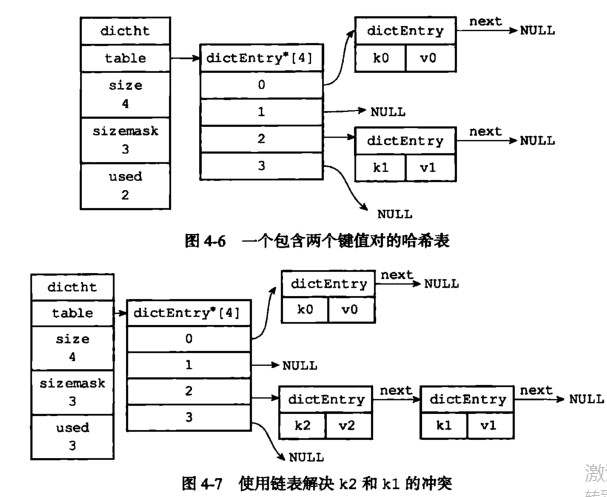 dictht
table
size
4
sizemask
3
used
2
dictEntry*[4]
0
1
2
3
dictEntry
k0 v0
next
NULL
NULL
dictEntry
k1 v1
next
NULL
NULL
图 4-6 一个包含两个键值对的哈希表
dictht
table
size
4
sizemask
3
used
3
dictEntry*[4]
0
1
2
3
dictEntry
k0 v0
next
NULL
NULL
dictEntry
k2 v2
next
dictEntry
k1 v1
next
NULL
NULL
图 4-7 使用链表解决 k2 和 k1 的冲突